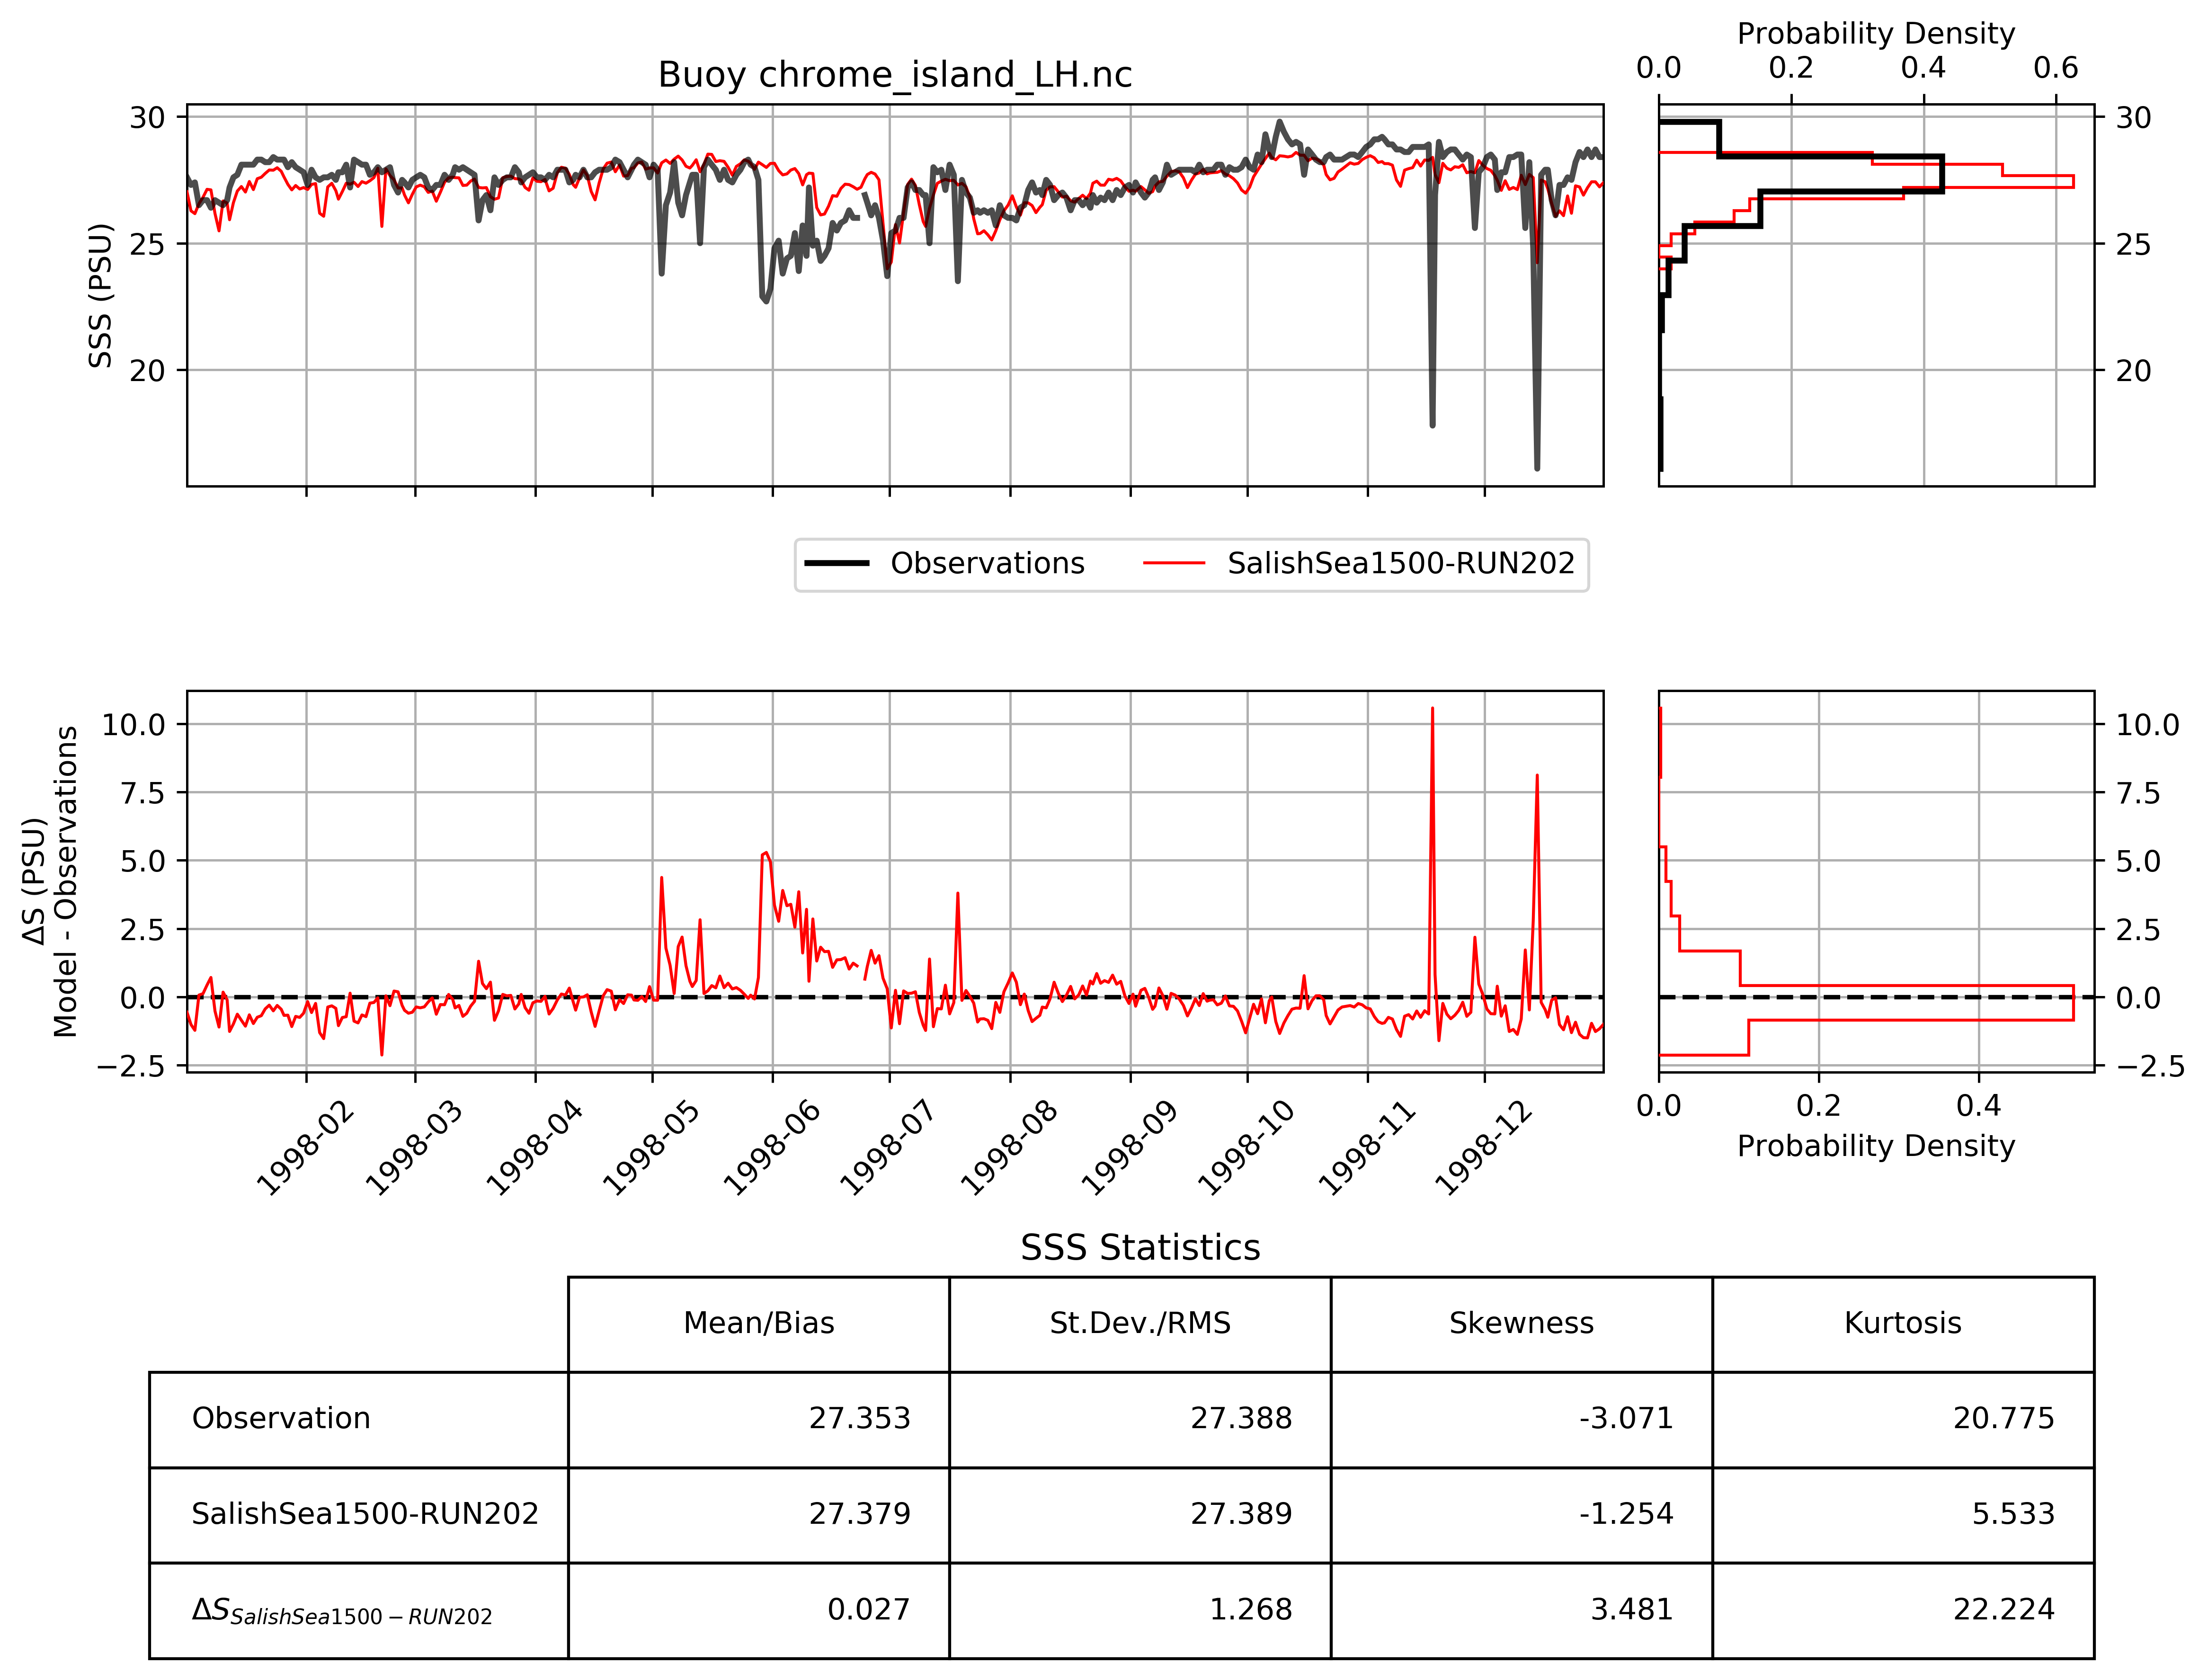 Probability Density
0.0 0.2 0.4 0.6
Buoy chrome_island_LH.nc
30
25
20
SSS (PSU)
30
25
20
Observations SalishSea1500-RUN202
10.0
7.5
5.0
2.5
0.0
−2.5
ΔS (PSU)
Model - Observations
10.0
7.5
5.0
2.5
0.0
−2.5
1998-02 1998-03 1998-04 1998-05 1998-06 1998-07 1998-08 1998-09 1998-10 1998-11 1998-12
0.0 0.2 0.4
Probability Density
SSS Statistics
Mean/Bias St.Dev./RMS Skewness Kurtosis
Observation 27.353 27.388 -3.071 20.775
SalishSea1500-RUN202 27.379 27.389 -1.254 5.533
ΔS SalishSea1500−RUN202 0.027 1.268 3.481 22.224